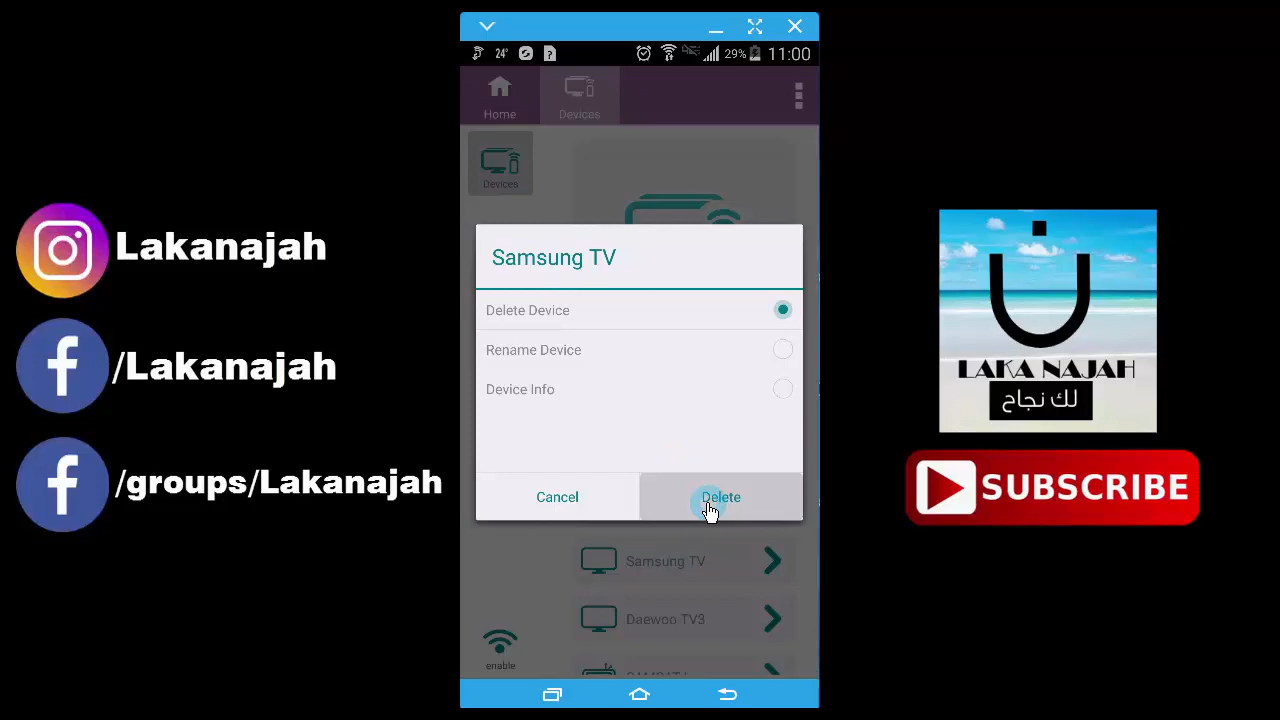 24°
29%
11:00
Home
Devices
Devices
Samsung TV
Delete Device
Rename Device
Device Info
Cancel
Delete
Samsung TV
Daewoo TV3
enable
Lakanajah
/Lakanajah
/groups/Lakanajah
ن
LAKA NAJAH
لك نجاح
SUBSCRIBE